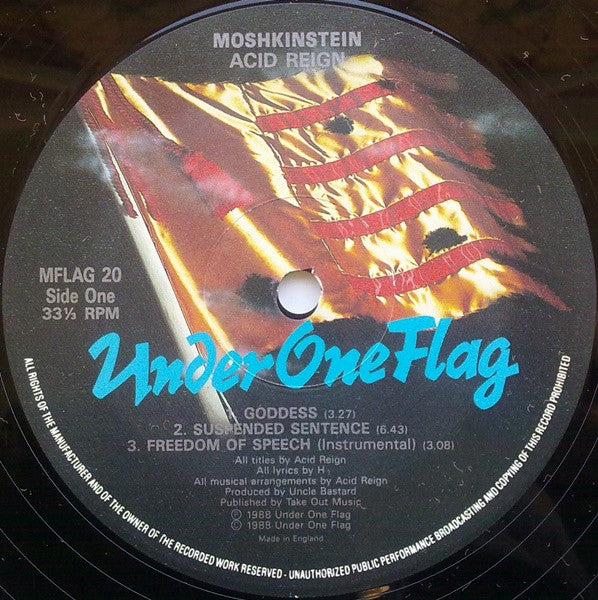 MOSHKINSTEIN
ACID REIGN
MFLAG 20
Side One
33⅓ RPM
Under One Flag
1. GODDESS (3.27)
2. SUSPENDED SENTENCE (6.43)
3. FREEDOM OF SPEECH (Instrumental) (3.08)
All titles by Acid Reign
All lyrics by H
All musical arrangements by Acid Reign
Produced by Uncle Bastard
Published by Take Out Music
Ⓟ 1988 Under One Flag
© 1988 Under One Flag
Made in England
ALL RIGHTS OF THE MANUFACTURER AND OF THE OWNER OF THE RECORDED WORK RESERVED - UNAUTHORIZED PUBLIC PERFORMANCE BROADCASTING AND COPYING OF THIS RECORD PROHIBITED